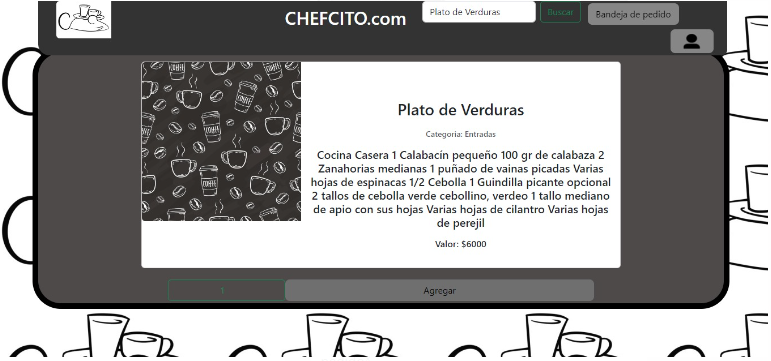 CHEFCITO.com
Plato de Verduras
Buscar
Bandeja de pedido
Plato de Verduras
Categoria: Entradas
Cocina Casera 1 Calabacín pequeño 100 gr de calabaza 2
Zanahorias medianas 1 puñado de vainas picadas Varias
hojas de espinacas 1/2 Cebolla 1 Guindilla picante opcional
2 tallos de cebolla verde cebollino, verdeo 1 tallo mediano
de apio con sus hojas Varias hojas de cilantro Varias hojas
de perejil
Valor: $6000
1
Agregar